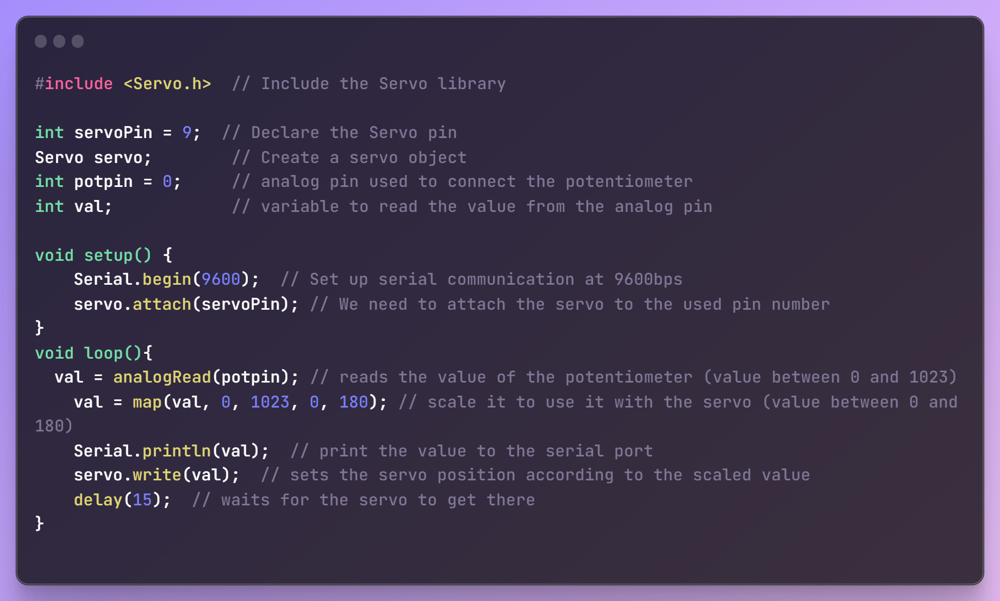 #include <Servo.h>  // Include the Servo library

int servoPin = 9;  // Declare the Servo pin
Servo servo;        // Create a servo object
int potpin = 0;     // analog pin used to connect the potentiometer
int val;            // variable to read the value from the analog pin

void setup() {
    Serial.begin(9600);  // Set up serial communication at 9600bps
    servo.attach(servoPin); // We need to attach the servo to the used pin number
}
void loop(){
  val = analogRead(potpin); // reads the value of the potentiometer (value between 0 and 1023)
    val = map(val, 0, 1023, 0, 180); // scale it to use it with the servo (value between 0 and
180)
    Serial.println(val);  // print the value to the serial port
    servo.write(val);  // sets the servo position according to the scaled value
    delay(15);  // waits for the servo to get there
}